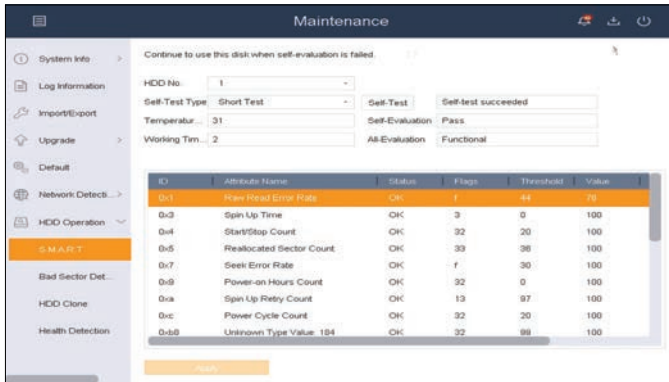 Maintenance
System Info
Log Information
Import/Export
Upgrade
Default
Network Detecti...
HDD Operation
S.M.A.R.T
Bad Sector Det...
HDD Clone
Health Detection
Continue to use this disk when self-evaluation is failed.
HDD No. 1
Self-Test Type Short Test Self-Test Self-test succeeded
Temperatur... 31 Self-Evaluation Pass
Working Tim... 2 All-Evaluation Functional
ID Attribute Name Status Flags Threshold Value
0x1 Raw Read Error Rate OK f 44 78
0x3 Spin Up Time OK 3 0 100
0x4 Start/Stop Count OK 32 20 100
0x5 Reallocated Sector Count OK 33 36 100
0x7 Seek Error Rate OK f 30 100
0x9 Power-on Hours Count OK 32 0 100
0xa Spin Up Retry Count OK 13 97 100
0xc Power Cycle Count OK 32 20 100
0xb8 Unknown Type Value: 184 OK 32 99 100
Apply